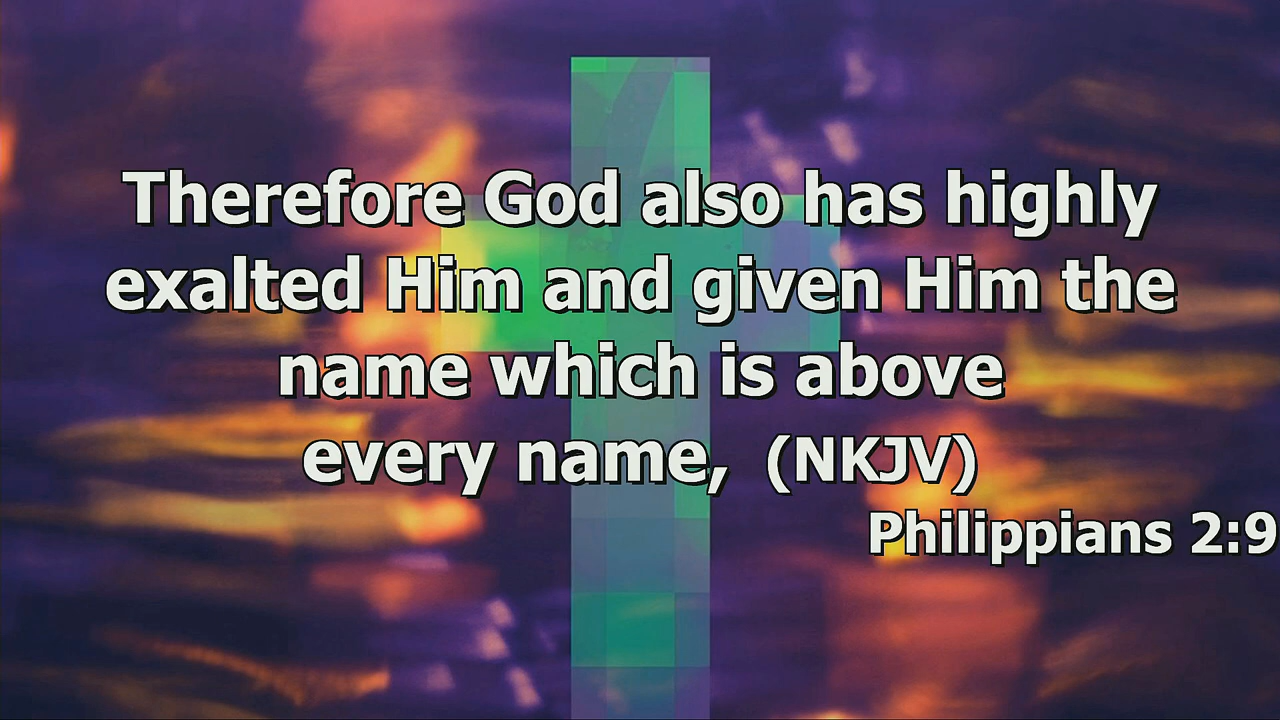 Therefore God also has highly
exalted Him and given Him the
name which is above
every name, (NKJV)
Philippians 2:9